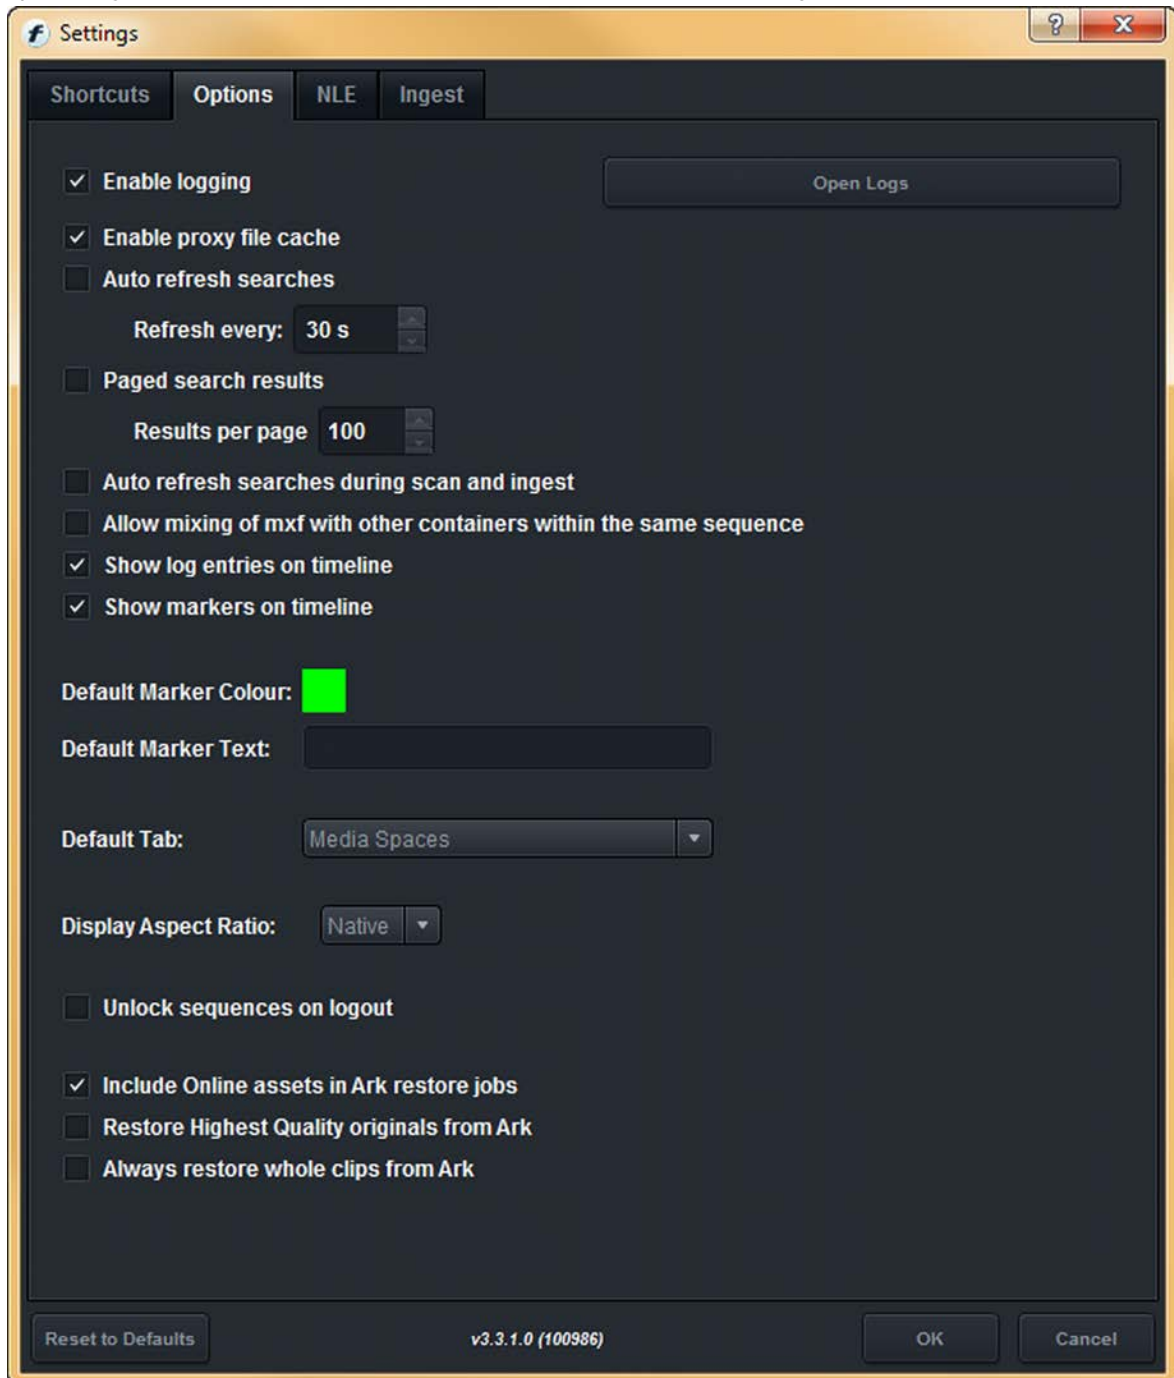 Settings
Shortcuts Options NLE Ingest
Enable logging Open Logs
Enable proxy file cache
Auto refresh searches
Refresh every: 30 s
Paged search results
Results per page 100
Auto refresh searches during scan and ingest
Allow mixing of mxf with other containers within the same sequence
Show log entries on timeline
Show markers on timeline
Default Marker Colour:
Default Marker Text:
Default Tab: Media Spaces
Display Aspect Ratio: Native
Unlock sequences on logout
Include Online assets in Ark restore jobs
Restore Highest Quality originals from Ark
Always restore whole clips from Ark
Reset to Defaults v3.3.1.0 (100986) OK Cancel